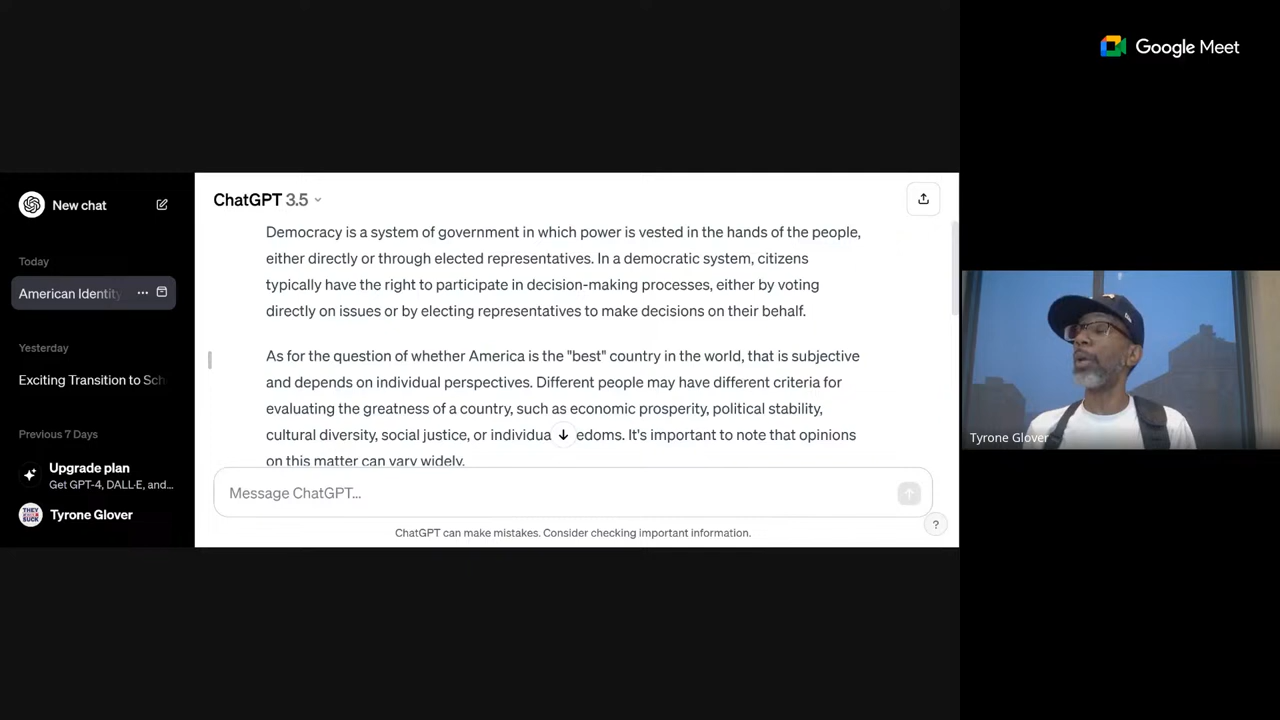 Google Meet
New chat
Today
American Identity
Yesterday
Exciting Transition to Sch
Previous 7 Days
Upgrade plan
Get GPT-4, DALL·E, and...
Tyrone Glover
ChatGPT 3.5
Democracy is a system of government in which power is vested in the hands of the people,
either directly or through elected representatives. In a democratic system, citizens
typically have the right to participate in decision-making processes, either by voting
directly on issues or by electing representatives to make decisions on their behalf.
As for the question of whether America is the "best" country in the world, that is subjective
and depends on individual perspectives. Different people may have different criteria for
evaluating the greatness of a country, such as economic prosperity, political stability,
cultural diversity, social justice, or individua edoms. It's important to note that opinions
on this matter can vary widely.
Message ChatGPT...
ChatGPT can make mistakes. Consider checking important information.
?
Tyrone Glover